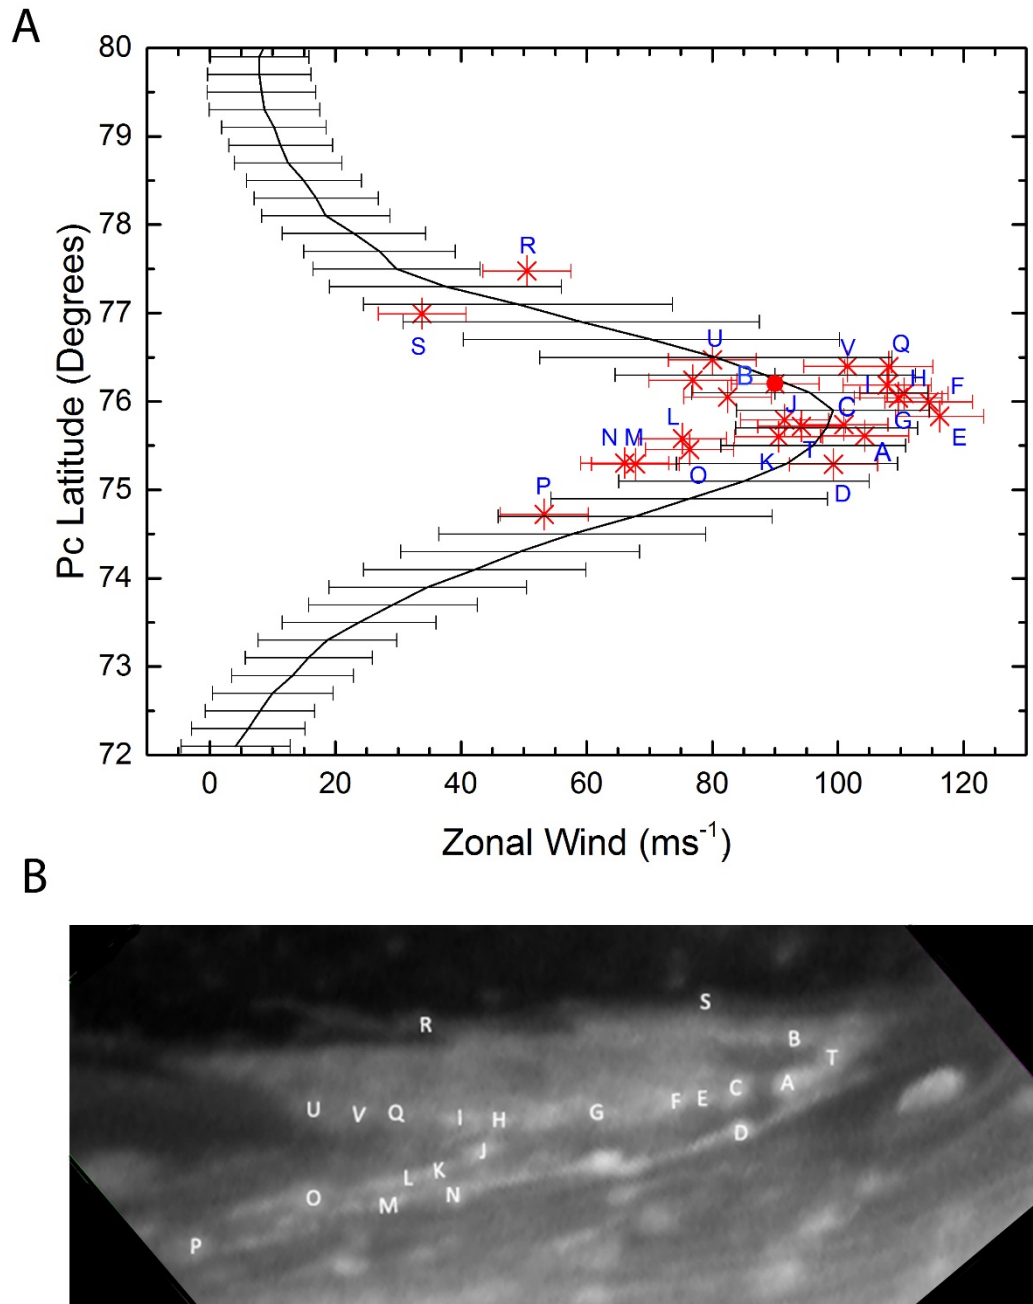 A
80
79
78
77
76
75
74
73
72
Pc Latitude (Degrees)
R
S
U
V
Q
B
I
H
F
L
J
C
G
E
N
M
O
K
T
A
P
D
0
20
40
60
80
100
120
Zonal Wind (ms⁻¹)
B
S
R
B
T
U
V
Q
I
H
G
F
E
C
A
J
D
L
K
O
M
N
P